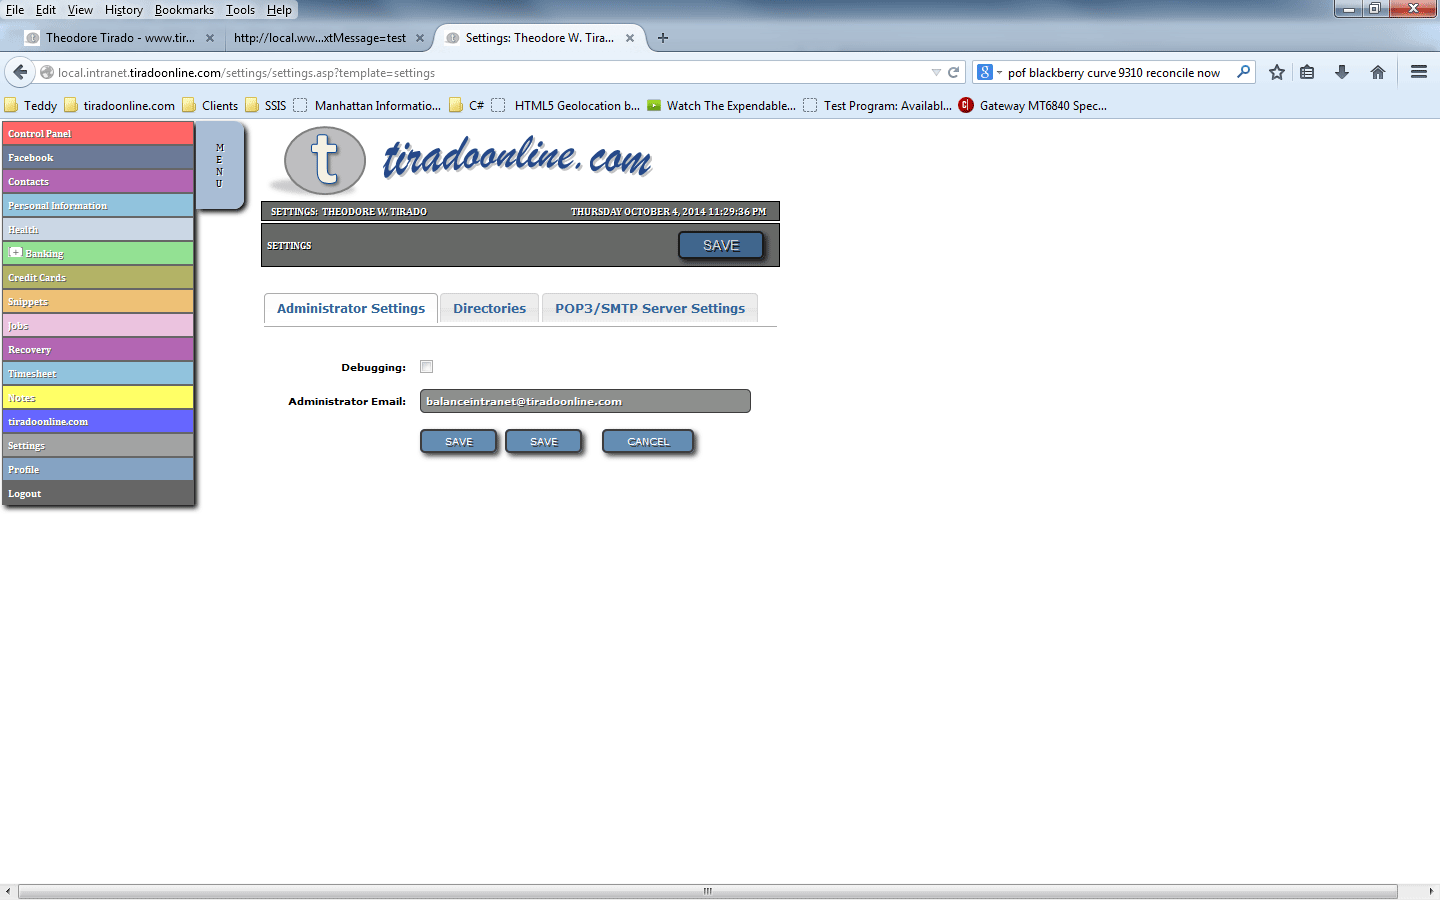 File Edit View History Bookmarks Tools Help
Theodore Tirado - www.tir... http://local.ww...xtMessage=test Settings: Theodore W. Tira...
local.intranet.tiradoonline.com/settings/settings.asp?template=settings pof blackberry curve 9310 reconcile now
Teddy tiradoonline.com Clients SSIS Manhattan Informatio... C# HTML5 Geolocation b... Watch The Expendable... Test Program: Availabl... Gateway MT6840 Spec...
Control Panel
Facebook
Contacts
Personal Information
Health
Banking
Credit Cards
Snippets
Jobs
Recovery
Timesheet
Notes
tiradoonline.com
Settings
Profile
Logout
MENU
t tiradoonline.com
SETTINGS: THEODORE W. TIRADO THURSDAY OCTOBER 4, 2014 11:29:36 PM
SETTINGS SAVE
Administrator Settings Directories POP3/SMTP Server Settings
Debugging:
Administrator Email: balanceintranet@tiradoonline.com
SAVE SAVE CANCEL